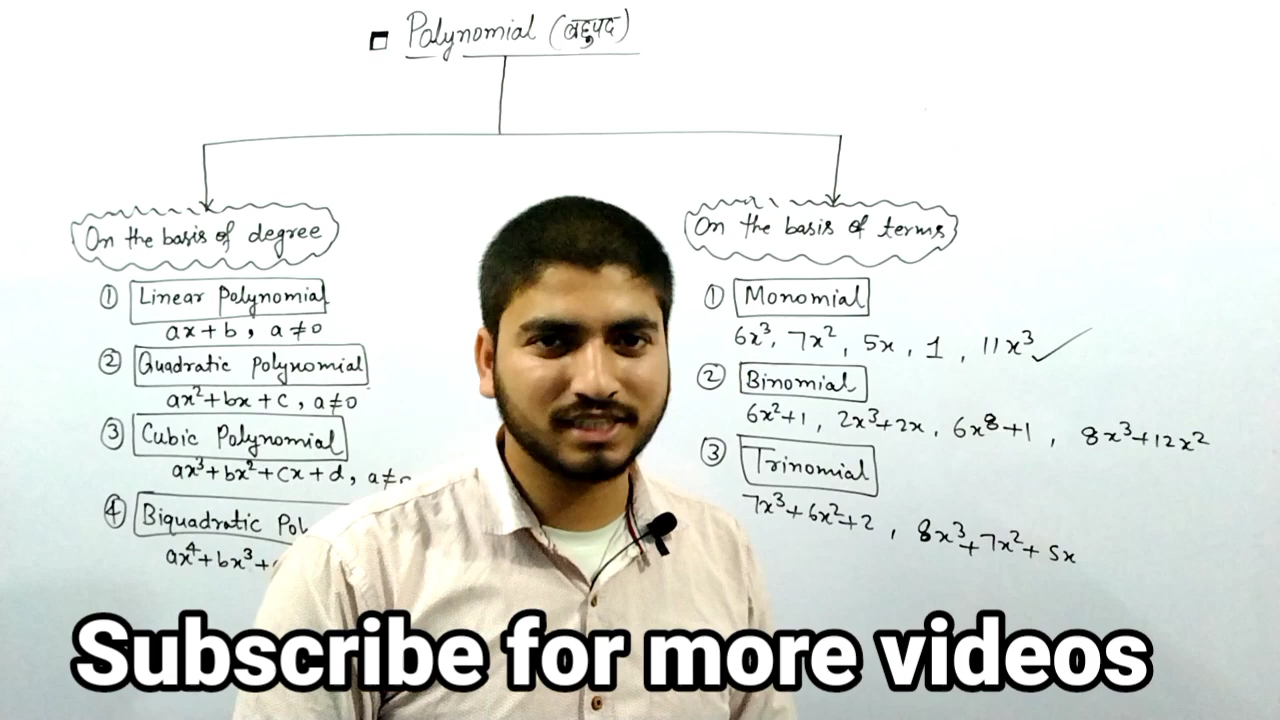 Polynomial (बहुपद)
On the basis of degree
① Linear Polynomial
ax + b , a ≠ 0
② Quadratic Polynomial
ax² + bx + c , a ≠ 0
③ Cubic Polynomial
ax³ + bx² + cx + d , a ≠
④ Biquadratic Pol
ax⁴ + bx³ +
On the basis of terms
① Monomial
6x³, 7x², 5x, 1, 11x³
② Binomial
6x²+1, 2x³+2x, 6x⁸+1, 8x³+12x²
③ Trinomial
7x³+6x²+2, 8x³+7x²+5x
Subscribe for more videos